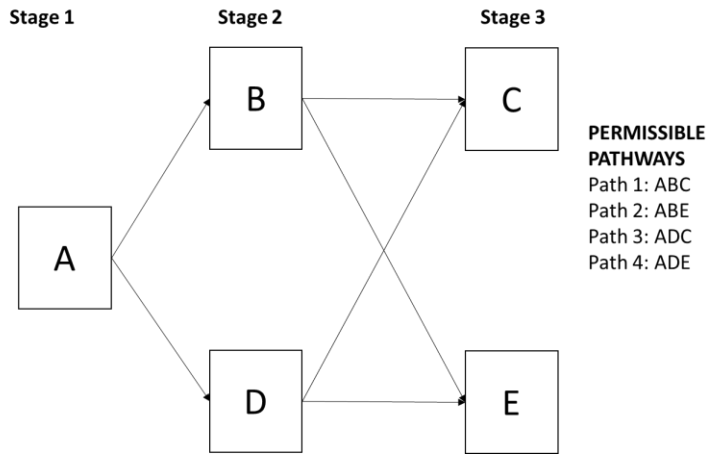 Stage 1
Stage 2
Stage 3
B
C
A
D
E
PERMISSIBLE
PATHWAYS
Path 1: ABC
Path 2: ABE
Path 3: ADC
Path 4: ADE